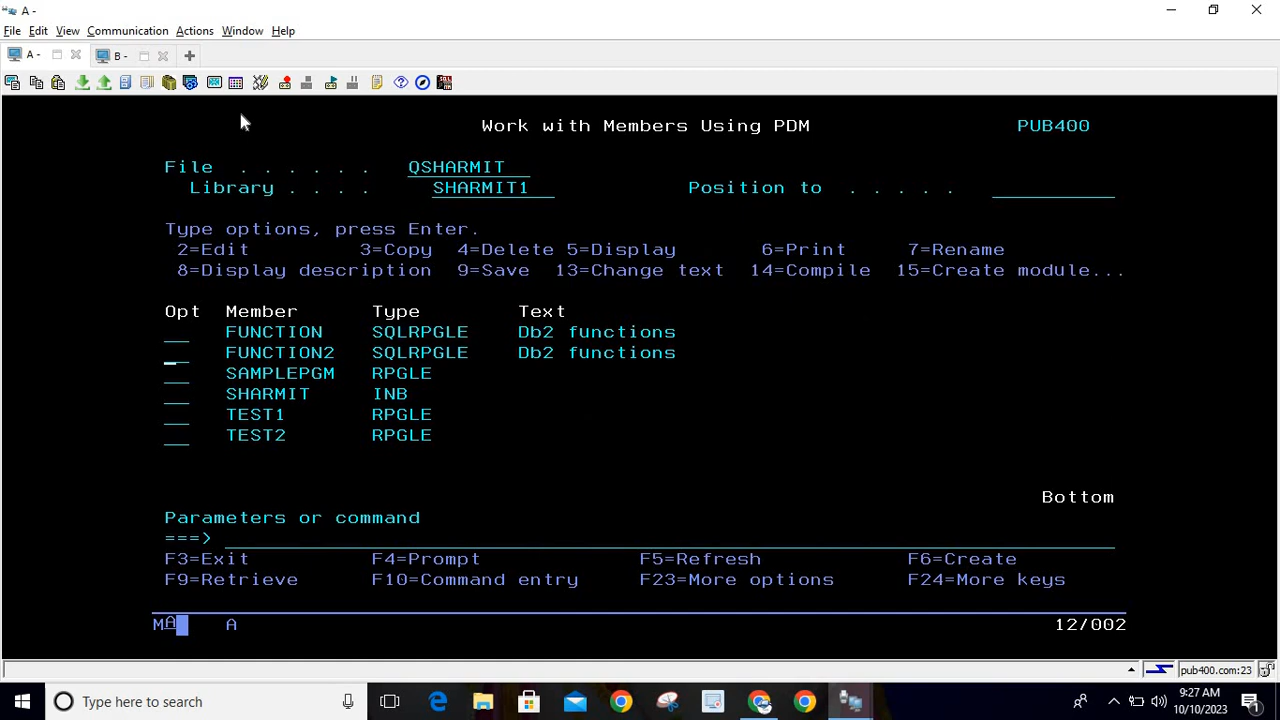 A -
File Edit View Communication Actions Window Help
A - B -
Work with Members Using PDM PUB400
File . . . . . . QSHARMIT
Library . . . . SHARMIT1 Position to . . . . .
Type options, press Enter.
2=Edit 3=Copy 4=Delete 5=Display 6=Print 7=Rename
8=Display description 9=Save 13=Change text 14=Compile 15=Create module...
Opt Member Type Text
FUNCTION SQLRPGLE Db2 functions
FUNCTION2 SQLRPGLE Db2 functions
SAMPLEPGM RPGLE
SHARMIT INB
TEST1 RPGLE
TEST2 RPGLE
Bottom
Parameters or command
===>
F3=Exit F4=Prompt F5=Refresh F6=Create
F9=Retrieve F10=Command entry F23=More options F24=More keys
MA A 12/002
pub400.com:23
Type here to search
9:27 AM
10/10/2023